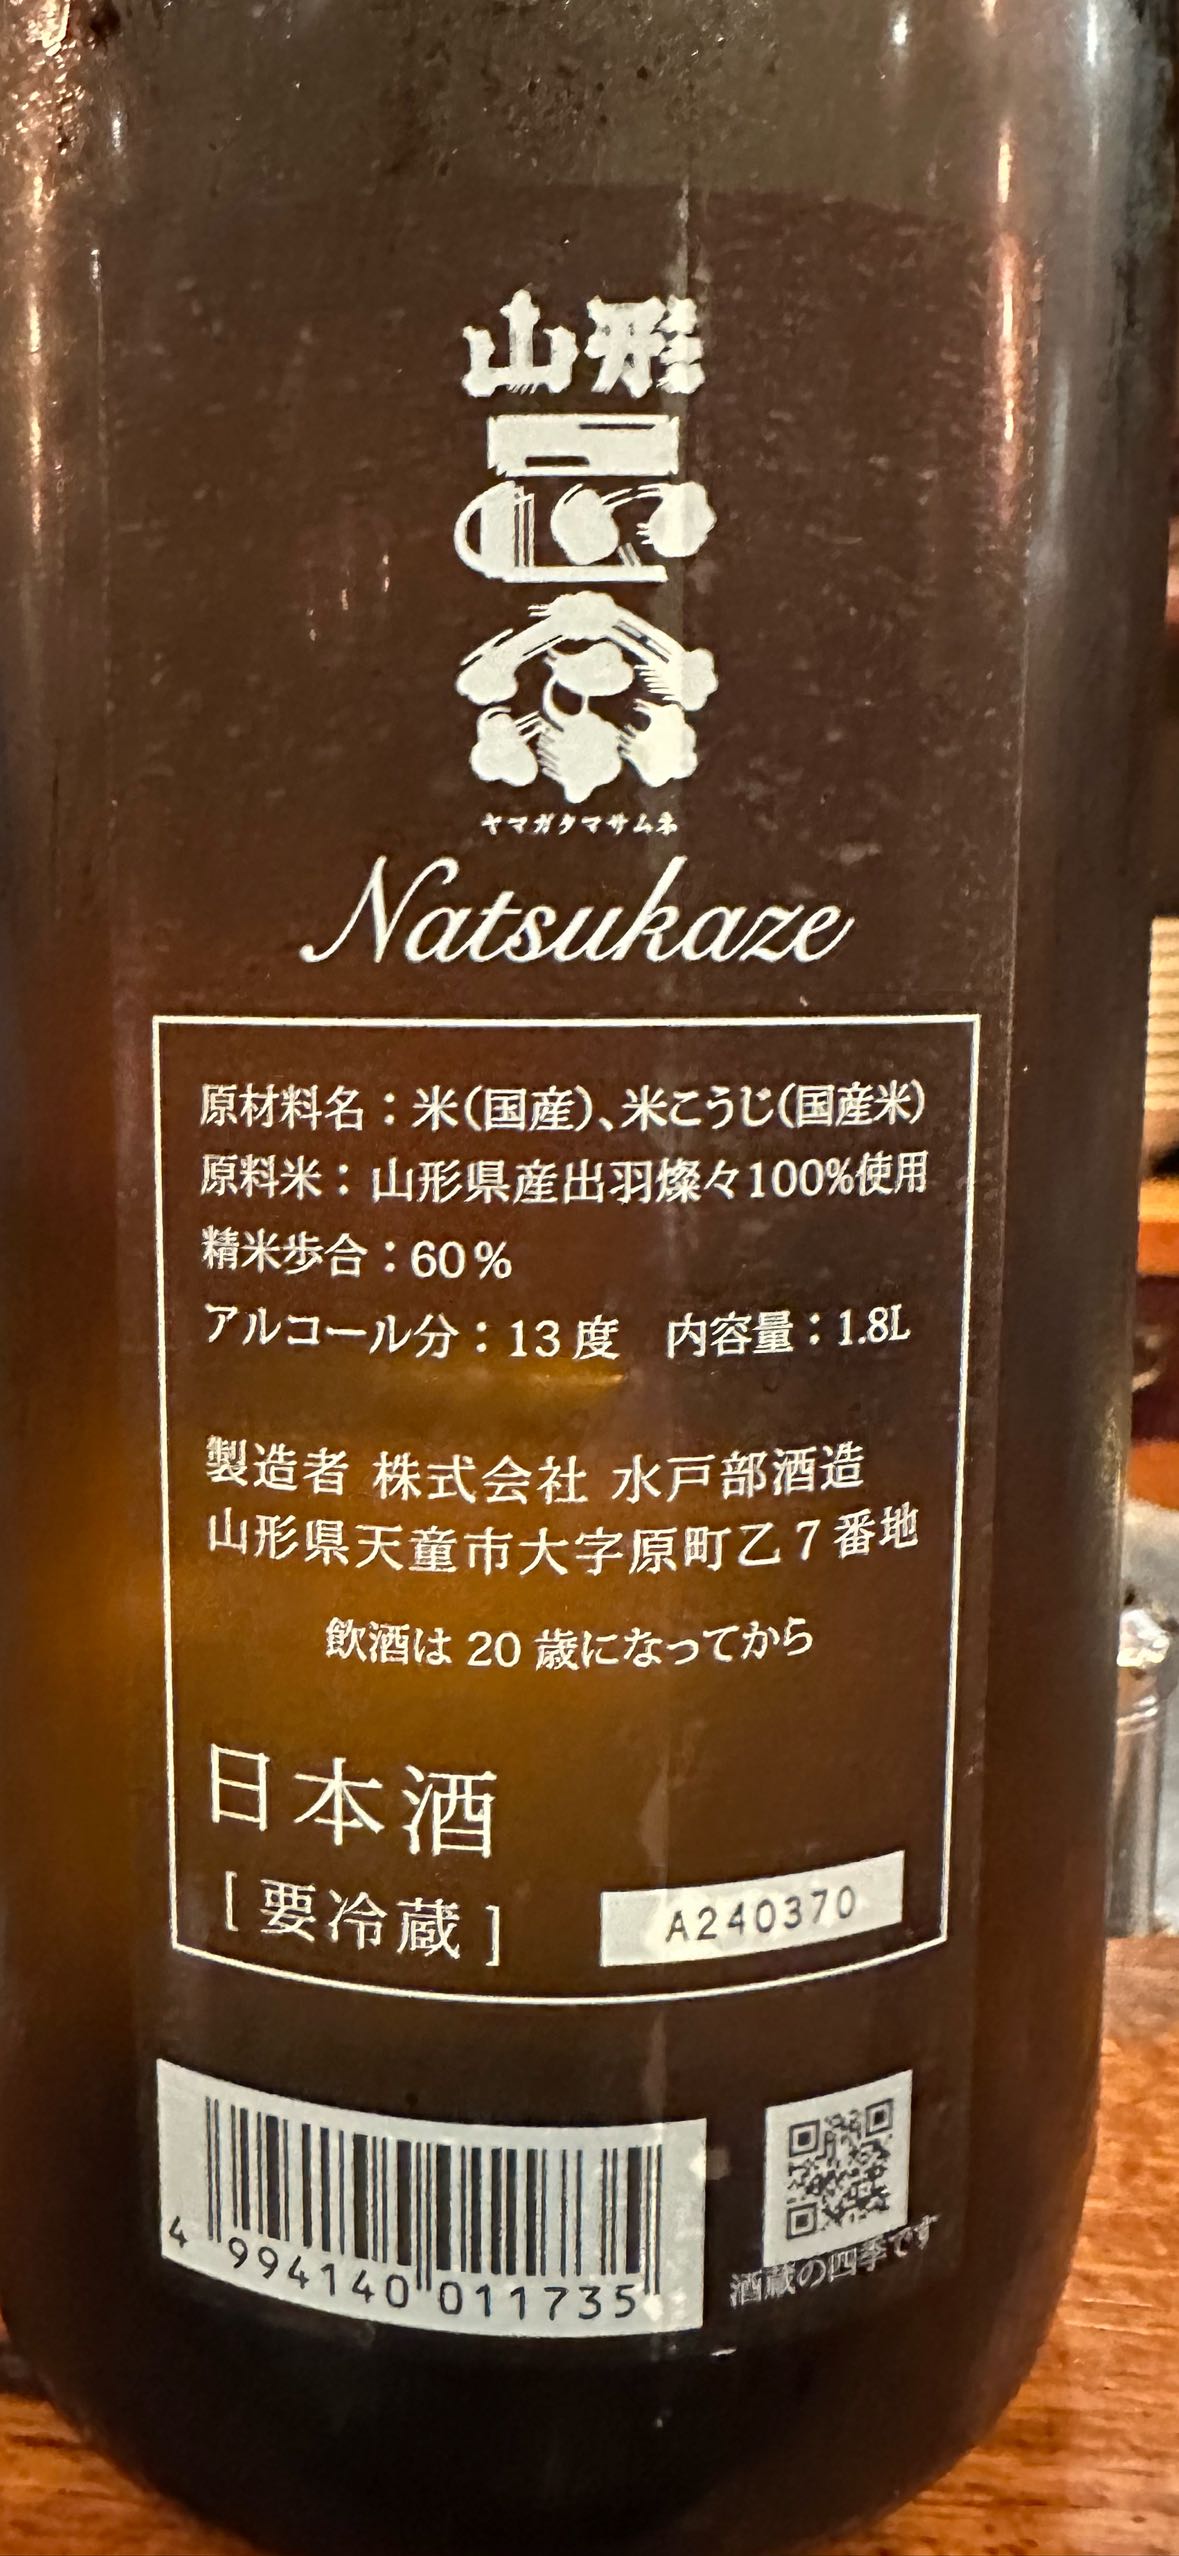 山形
正宗
ヤマガタマサムネ
Natsukaze
原材料名：米（国産）、米こうじ（国産米）
原料米：山形県産出羽燦々100%使用
精米歩合：60％
アルコール分：13度　内容量：1.8L
製造者 株式会社 水戸部酒造
山形県天童市大字原町乙7番地
飲酒は20歳になってから
日本酒
[要冷蔵]
A240370
4 994140 011735
酒蔵の四季です